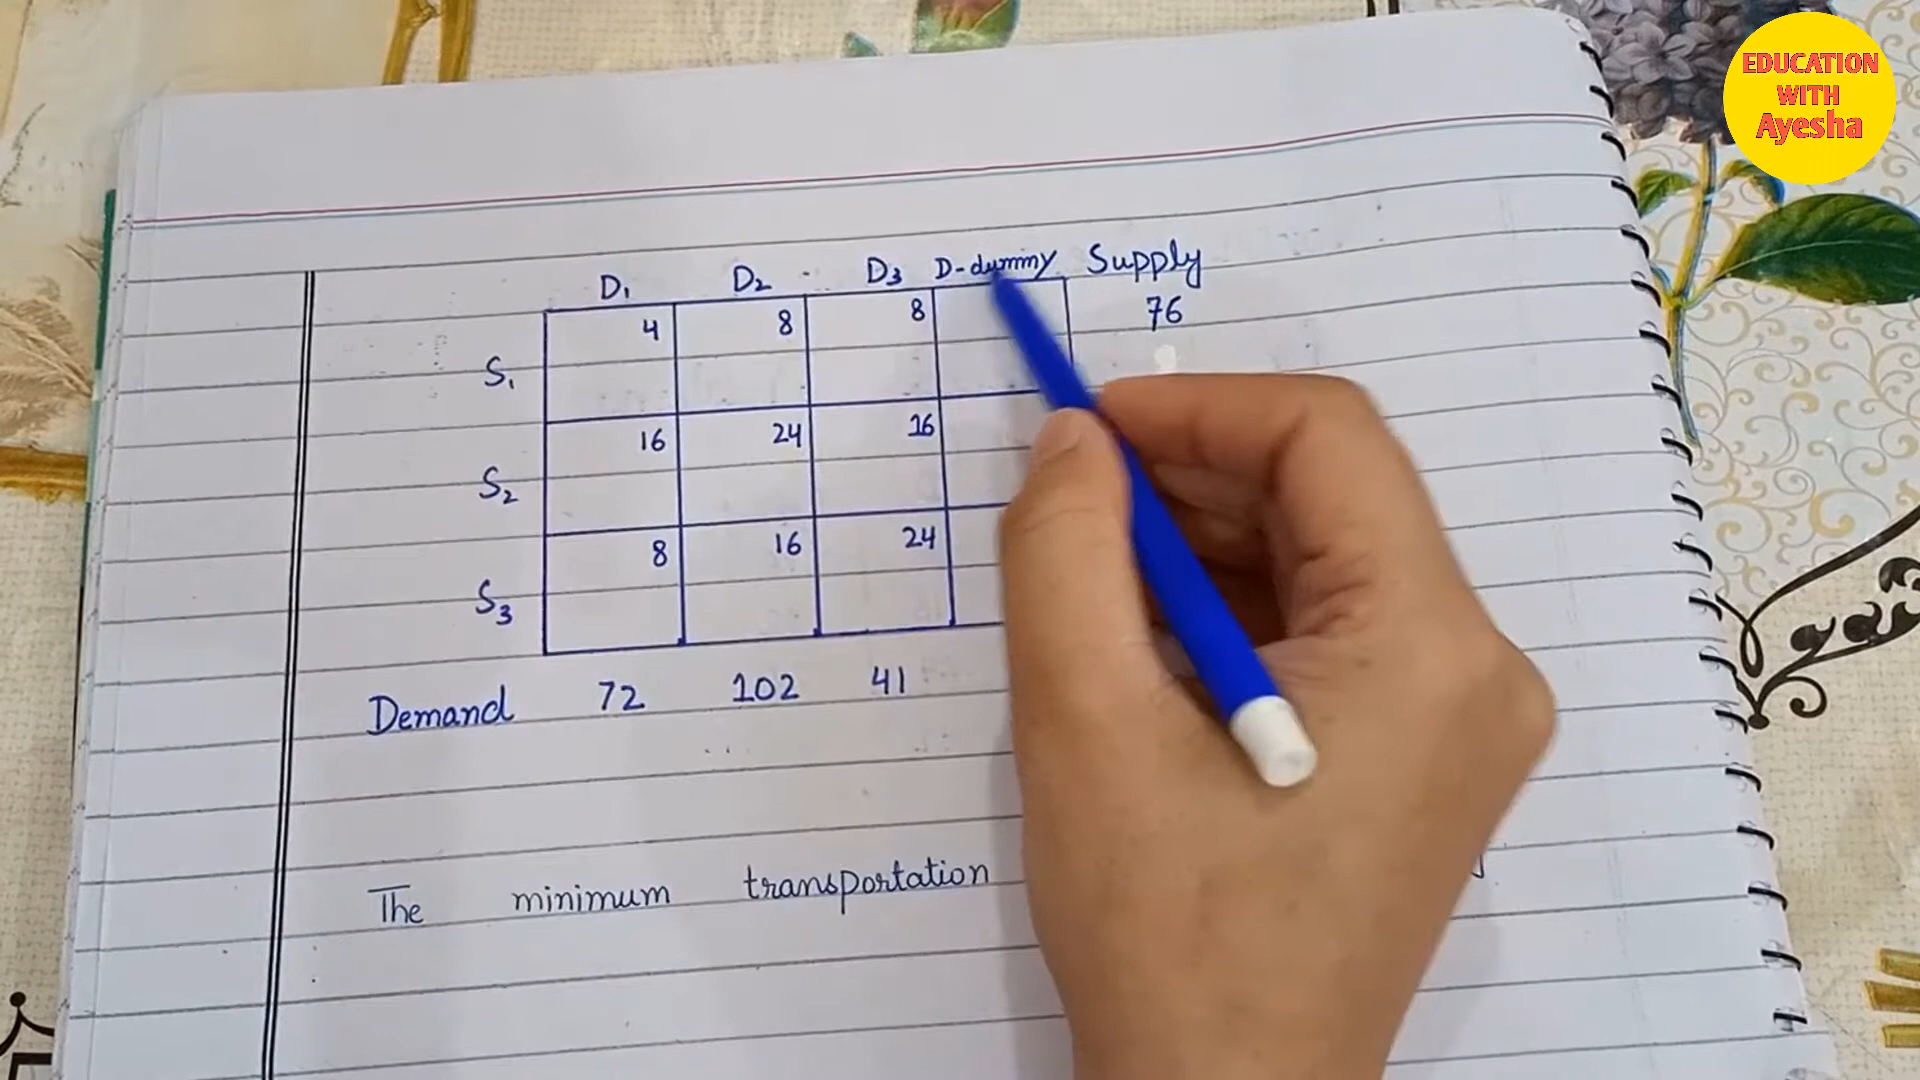 EDUCATION
WITH
Ayesha
D₁ D₂ D₃ D-dummy Supply
S₁ 4 8 8 76
S₂ 16 24 16
S₃ 8 16 24
Demand 72 102 41
The minimum transportation